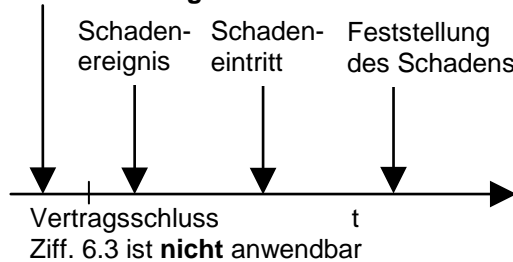 Schaden-
ereignis
Schaden-
eintritt
Feststellung
des Schadens
Vertragsschluss
t
Ziff. 6.3 ist nicht anwendbar